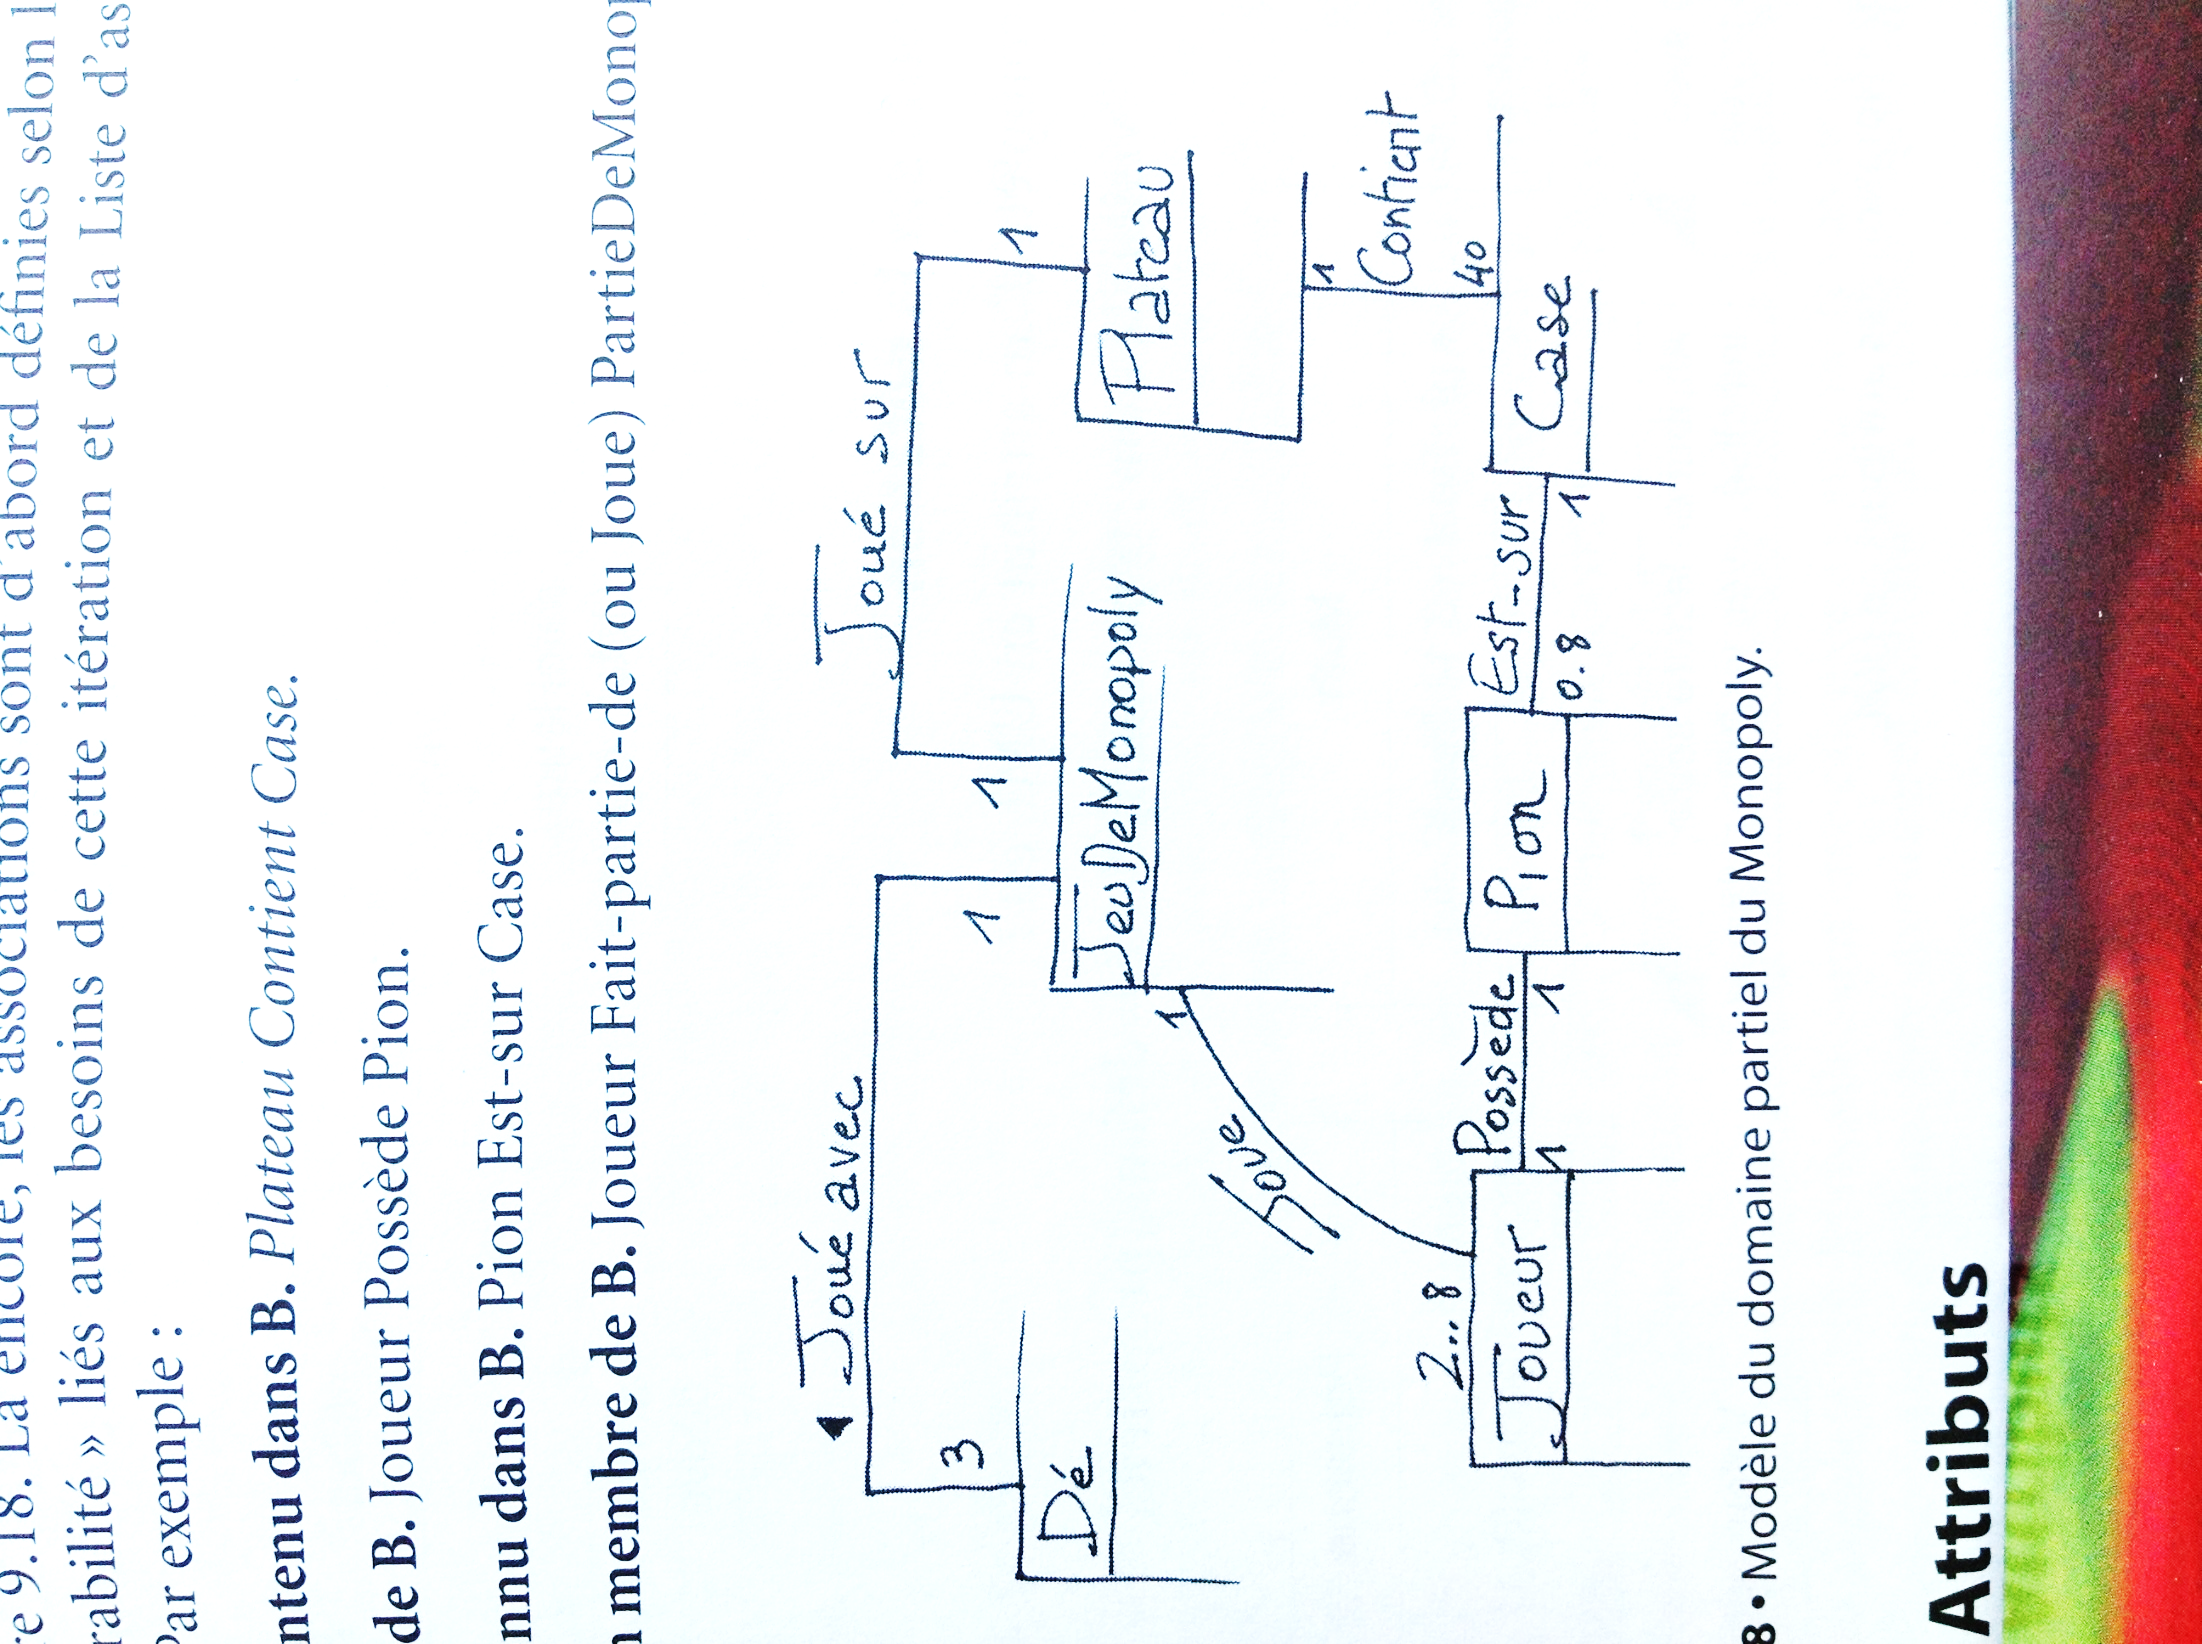 9.18. Là encore, les associations sont d'abord définies selon
liés aux besoins de cette itération et de la Liste d'as
Par exemple :
ntenu dans B. Plateau Contient Case.
de B. Joueur Possède Pion.
nnu dans B. Pion Est-sur Case.
membre de B. Joueur Fait-partie-de (ou Joue) PartieDeMonop
◀ Joué avec
Joué sur
3
1
1
1
Dé
JeuDeMonopoly
Plateau
1
Joue
1
Contient
2...8
40
Joueur
Possède
1
1
Pion
Est-sur
0.8
1
Case
8 • Modèle du domaine partiel du Monopoly.
Attributs